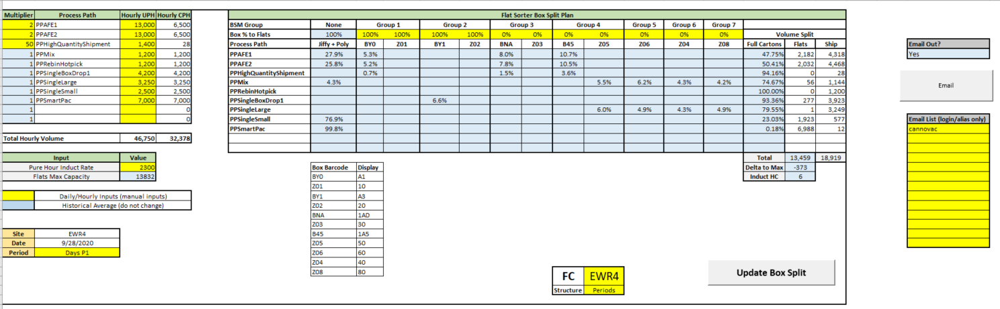 Multiplier Process Path Hourly UPH Hourly CPH
2 PPAFE1 13,000 6,500
2 PPAFE2 13,000 6,500
50 PPHighQuantityShipment 1,400 28
1 PPMix 1,200 1,200
1 PPRebinHotpick 1,200 1,200
1 PPSingleBoxDrop1 4,200 4,200
1 PPSingleLarge 3,250 3,250
1 PPSingleSmall 2,500 2,500
1 PPSmartPac 7,000 7,000
1 0
1 0
Total Hourly Volume 46,750 32,378
Input Value
Pure Hour Induct Rate 2300
Flats Max Capacity 13832
Daily/Hourly Inputs (manual inputs)
Historical Average (do not change)
Site EWR4
Date 9/28/2020
Period Days P1
Flat Sorter Box Split Plan
BSM Group None Group 1 Group 2 Group 3 Group 4 Group 5 Group 6 Group 7
Box % to Flats 100% 100% 100% 100% 100% 0% 0% 0% 0% 0% 0% 0% Volume Split
Process Path Jiffy + Poly BY0 Z01 BY1 Z02 BNA Z03 B45 Z05 Z06 Z04 Z08 Full Cartons Flats Ship
PPAFE1 27.9% 5.3% 8.0% 10.7% 47.75% 2,182 4,318
PPAFE2 25.8% 5.2% 7.8% 10.5% 50.41% 2,032 4,468
PPHighQuantityShipment 0.7% 1.5% 3.6% 94.16% 0 28
PPMix 4.3% 5.5% 6.2% 4.3% 4.2% 74.67% 56 1,144
PPRebinHotpick 100.00% 0 1,200
PPSingleBoxDrop1 6.6% 93.36% 277 3,923
PPSingleLarge 6.0% 4.9% 4.3% 4.9% 79.55% 1 3,249
PPSingleSmall 76.9% 23.03% 1,923 577
PPSmartPac 99.8% 0.18% 6,988 12
Total 13,459 18,919
Delta to Max -373
Induct HC 6
Box Barcode Display
BY0 A1
Z01 10
BY1 A3
Z02 20
BNA 1AD
Z03 30
B45 1A5
Z05 50
Z06 60
Z04 40
Z08 80
FC EWR4
Structure Periods
Update Box Split
Email Out?
Yes
Email
Email List (login/alias only)
cannovac